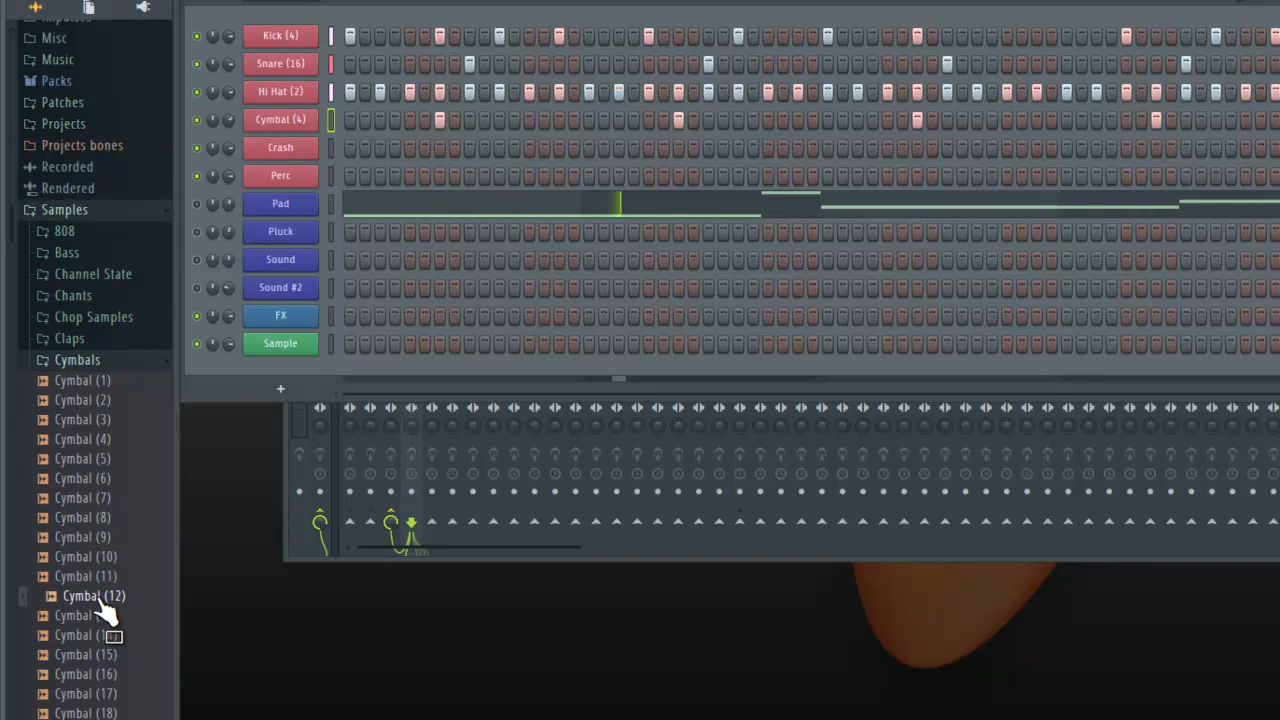 Misc
Music
Packs
Patches
Projects
Projects bones
Recorded
Rendered
Samples
808
Bass
Channel State
Chants
Chop Samples
Claps
Cymbals
Cymbal (1)
Cymbal (2)
Cymbal (3)
Cymbal (4)
Cymbal (5)
Cymbal (6)
Cymbal (7)
Cymbal (8)
Cymbal (9)
Cymbal (10)
Cymbal (11)
Cymbal (12)
Cymbal
Cymbal
Cymbal (15)
Cymbal (16)
Cymbal (17)
Cymbal (18)
Kick (4)
Snare (16)
Hi Hat (2)
Cymbal (4)
Crash
Perc
Pad
Pluck
Sound
Sound #2
FX
Sample
+